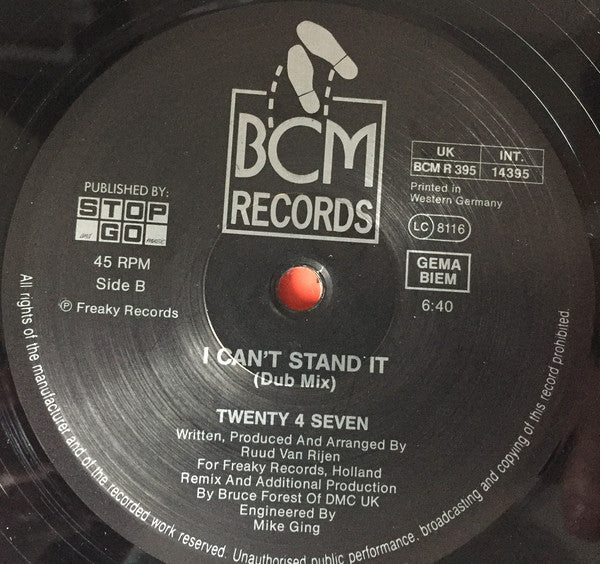 BCM
RECORDS
UK INT.
BCM R 395 14395
Printed in
Western Germany
LC 8116
GEMA
BIEM
6:40
PUBLISHED BY:
STOP
AND GO MUSIC
45 RPM
Side B
Ⓟ Freaky Records
I CAN'T STAND IT
(Dub Mix)
TWENTY 4 SEVEN
Written, Produced And Arranged By
Ruud Van Rijen
For Freaky Records, Holland
Remix And Additional Production
By Bruce Forest Of DMC UK
Engineered By
Mike Ging
All rights of the manufacturer and of the recorded work reserved. Unauthorised public performance, broadcasting and copying of this record prohibited.